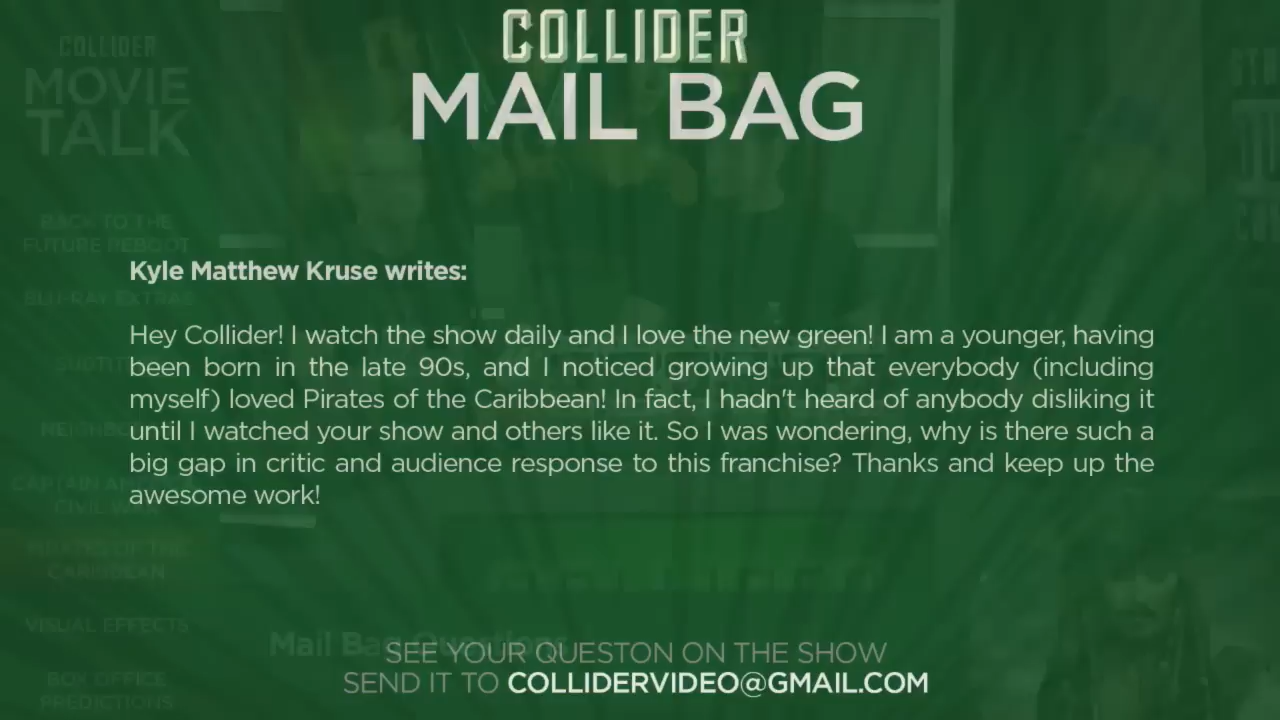 COLLIDER
MAIL BAG
COLLIDER
MOVIE
TALK
BACK TO THE
FUTURE REBOOT
BLU-RAY EXTRAS
Kyle Matthew Kruse writes:
Hey Collider! I watch the show daily and I love the new green! I am a younger, having
been born in the late 90s, and I noticed growing up that everybody (including
myself) loved Pirates of the Caribbean! In fact, I hadn't heard of anybody disliking it
until I watched your show and others like it. So I was wondering, why is there such a
big gap in critic and audience response to this franchise? Thanks and keep up the
awesome work!
CIVIL WAR
PIRATES OF THE
CARIBBEAN
VISUAL EFFECTS
BOX OFFICE
PREDICTIONS
Mail Bag Questions
SEE YOUR QUESTON ON THE SHOW
SEND IT TO COLLIDERVIDEO@GMAIL.COM